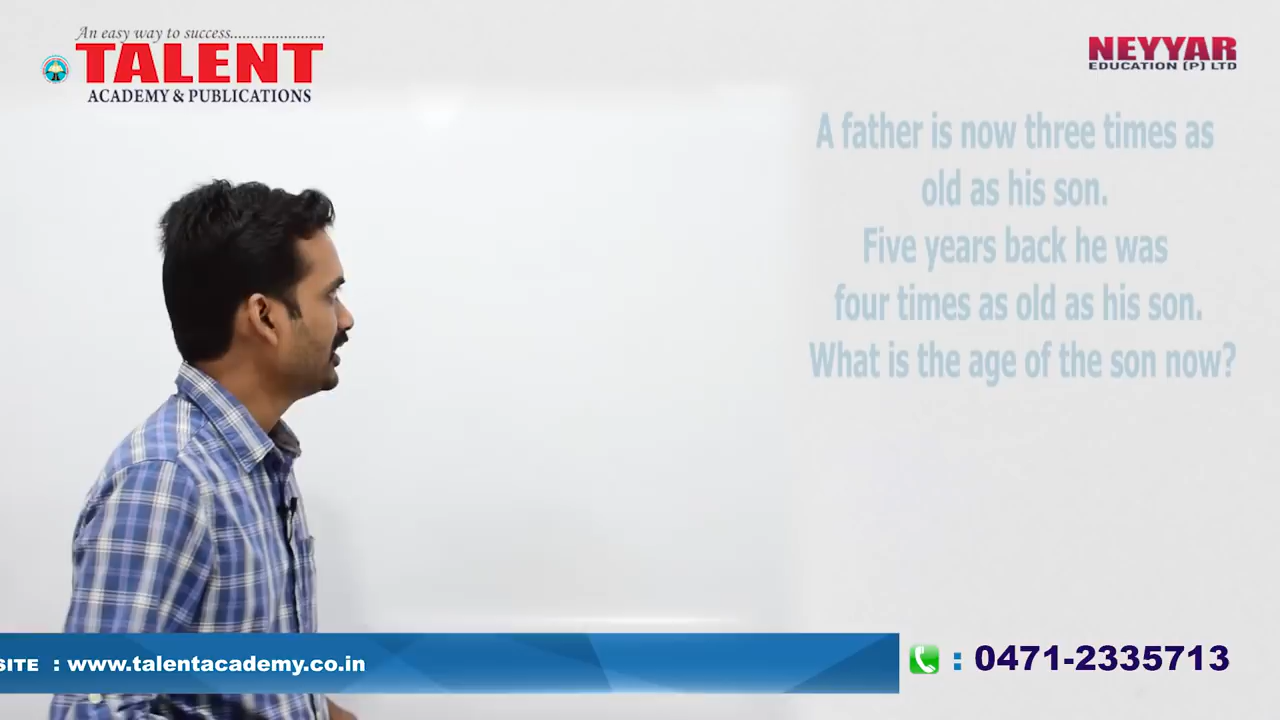 An easy way to success........................
TALENT
ACADEMY & PUBLICATIONS
NEYYAR
EDUCATION (P) LTD
A father is now three times as
old as his son.
Five years back he was
four times as old as his son.
What is the age of the son now?
SITE : www.talentacademy.co.in
: 0471-2335713